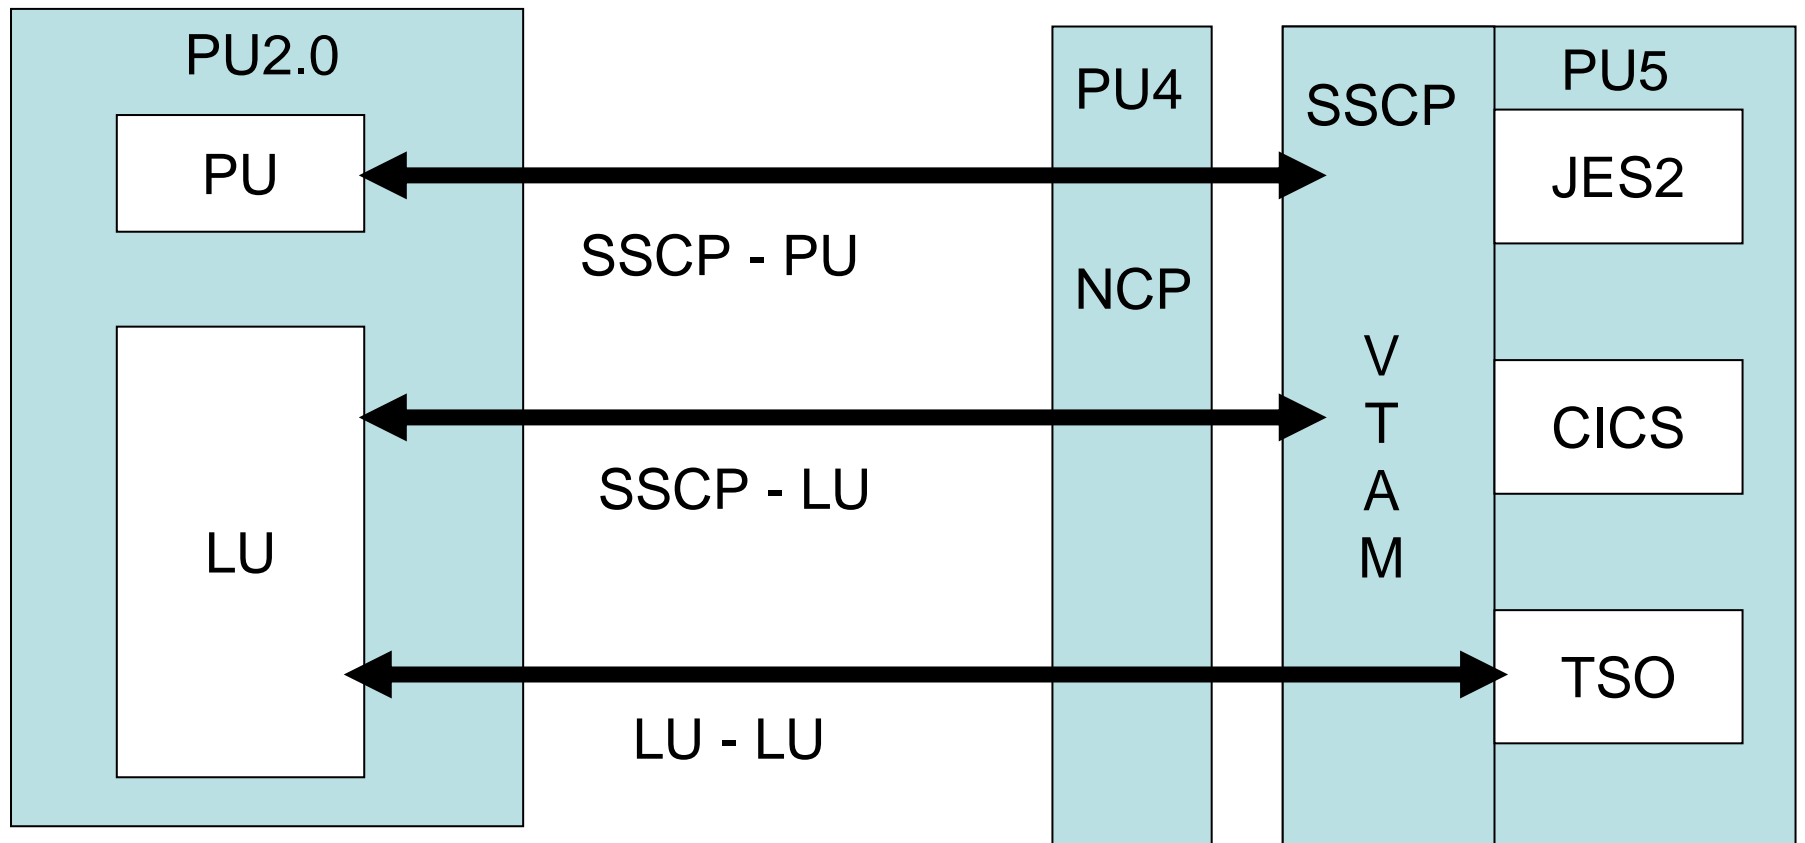 PU2.0
PU
LU
SSCP - PU
SSCP - LU
LU - LU
PU4
NCP
SSCP
V
T
A
M
PU5
JES2
CICS
TSO